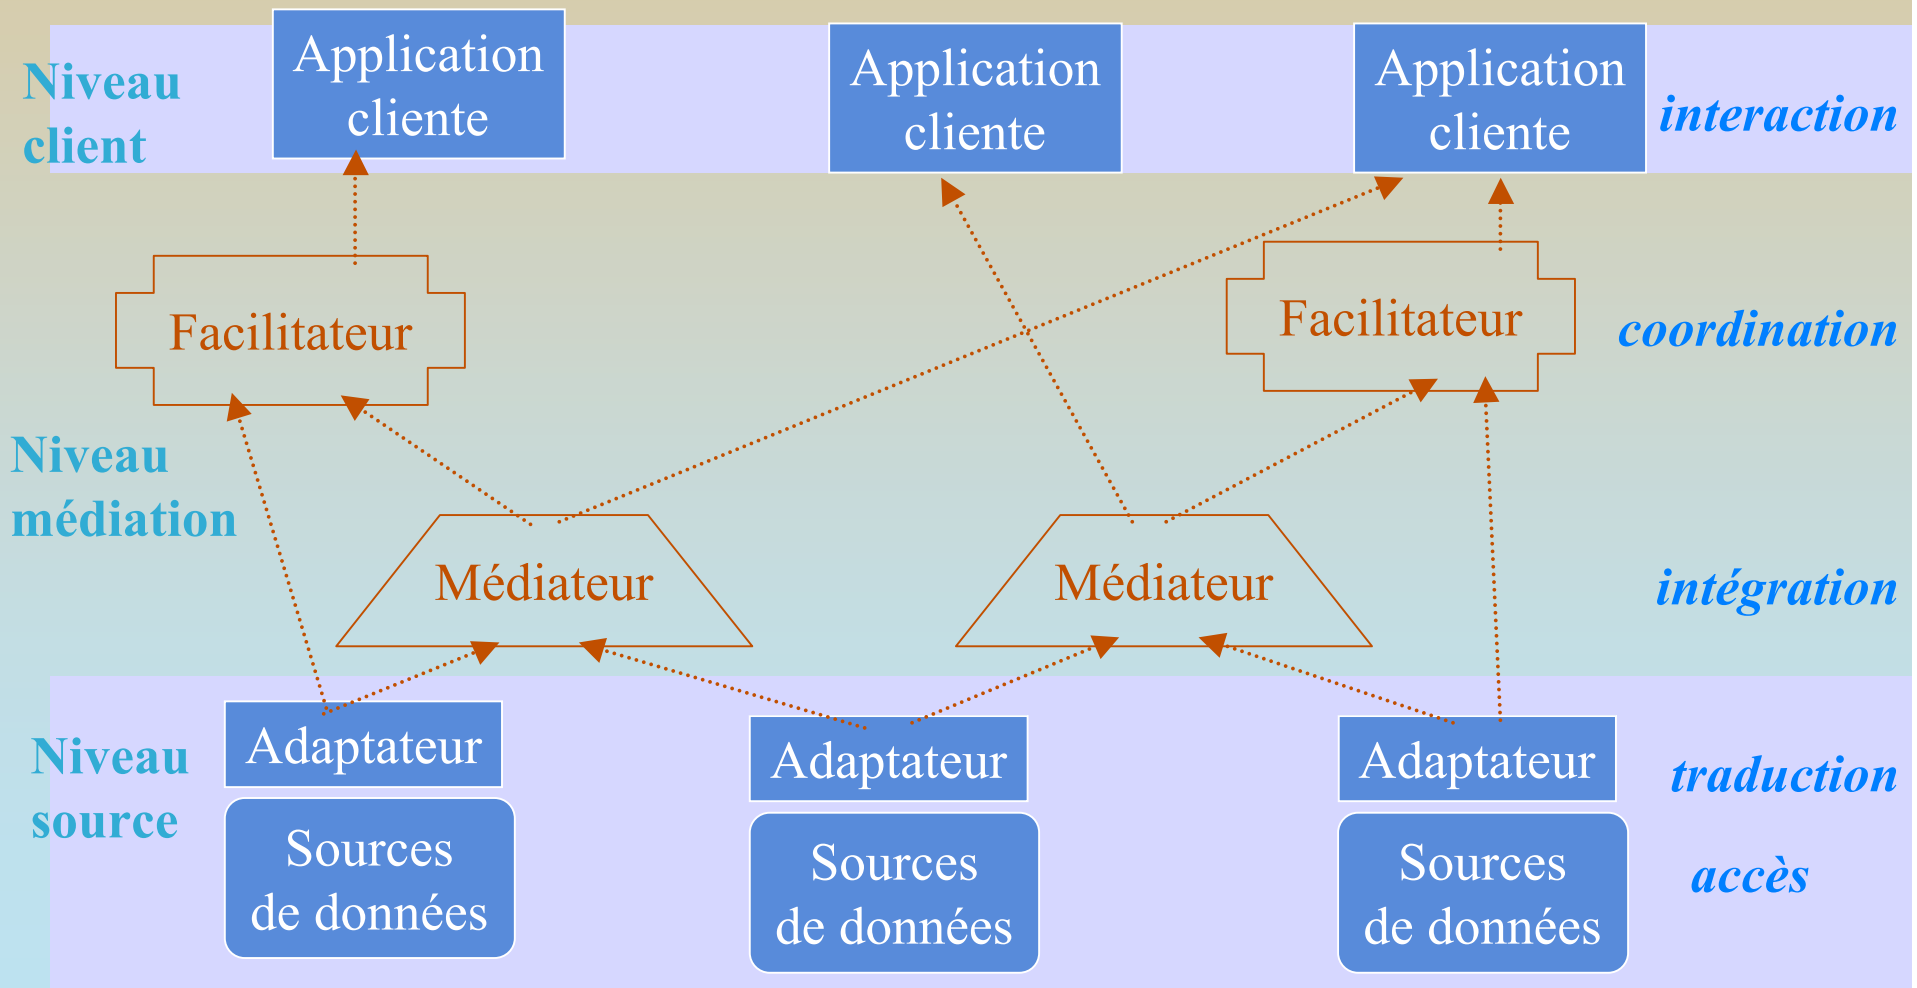 Niveau
client
Application
cliente
Application
cliente
Application
cliente
interaction
Facilitateur
Facilitateur
coordination
Niveau
médiation
Médiateur
Médiateur
intégration
Niveau
source
Adaptateur
Adaptateur
Adaptateur
traduction
Sources
de données
Sources
de données
Sources
de données
accès